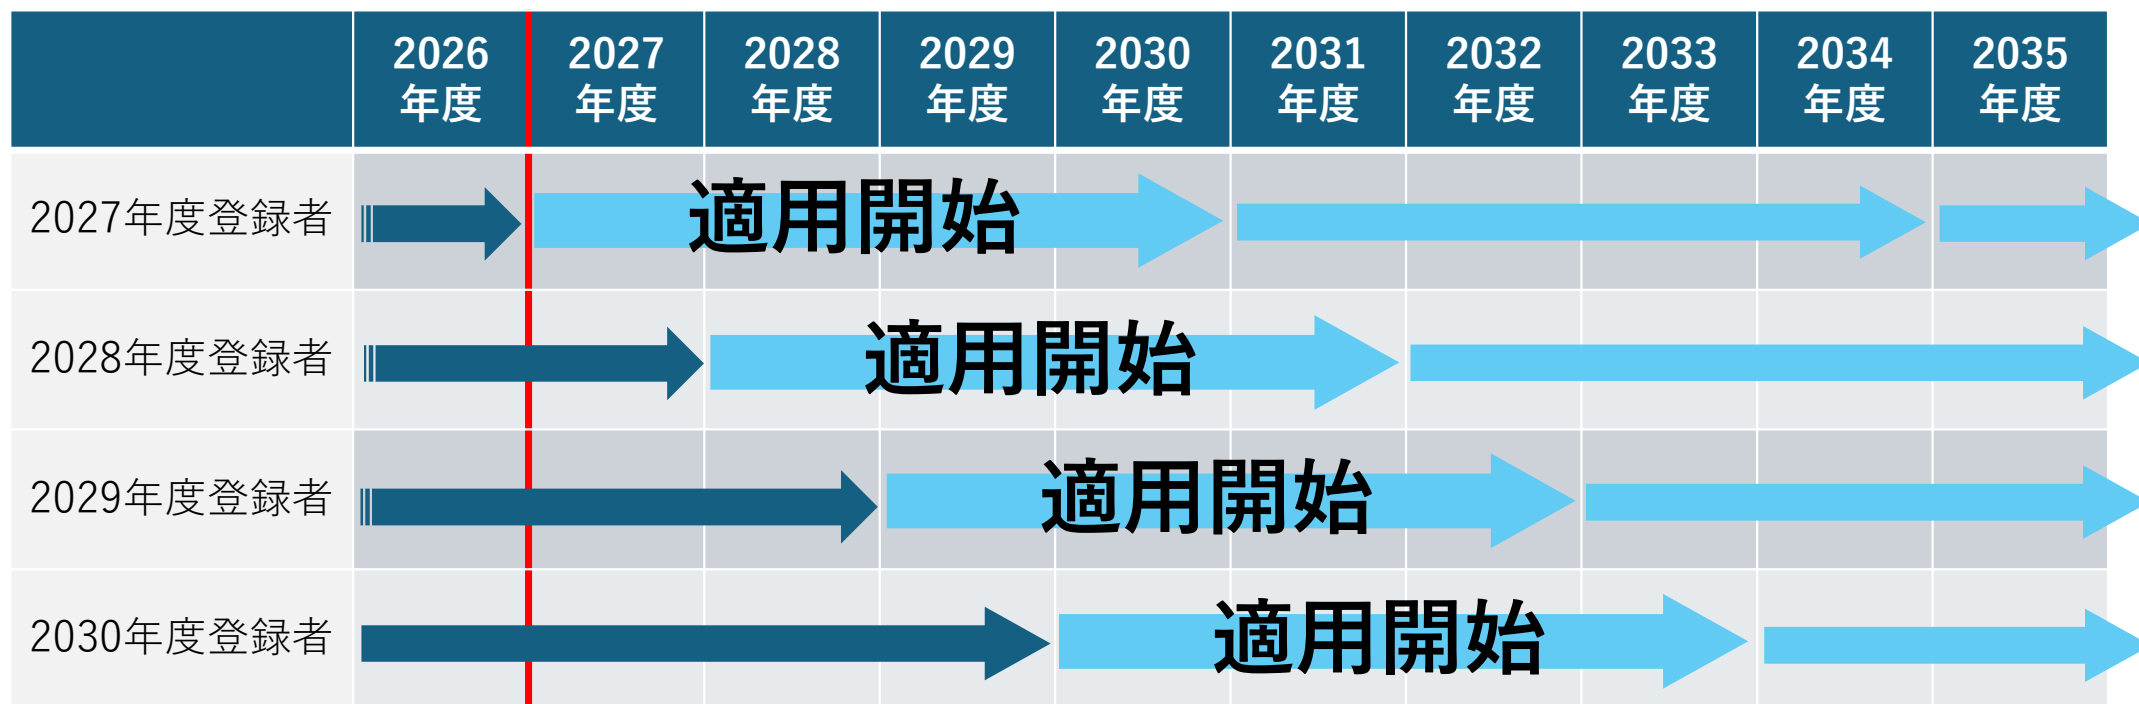 2026
年度
2027
年度
2028
年度
2029
年度
2030
年度
2031
年度
2032
年度
2033
年度
2034
年度
2035
年度
2027年度登録者
適用開始
2028年度登録者
適用開始
2029年度登録者
適用開始
2030年度登録者
適用開始